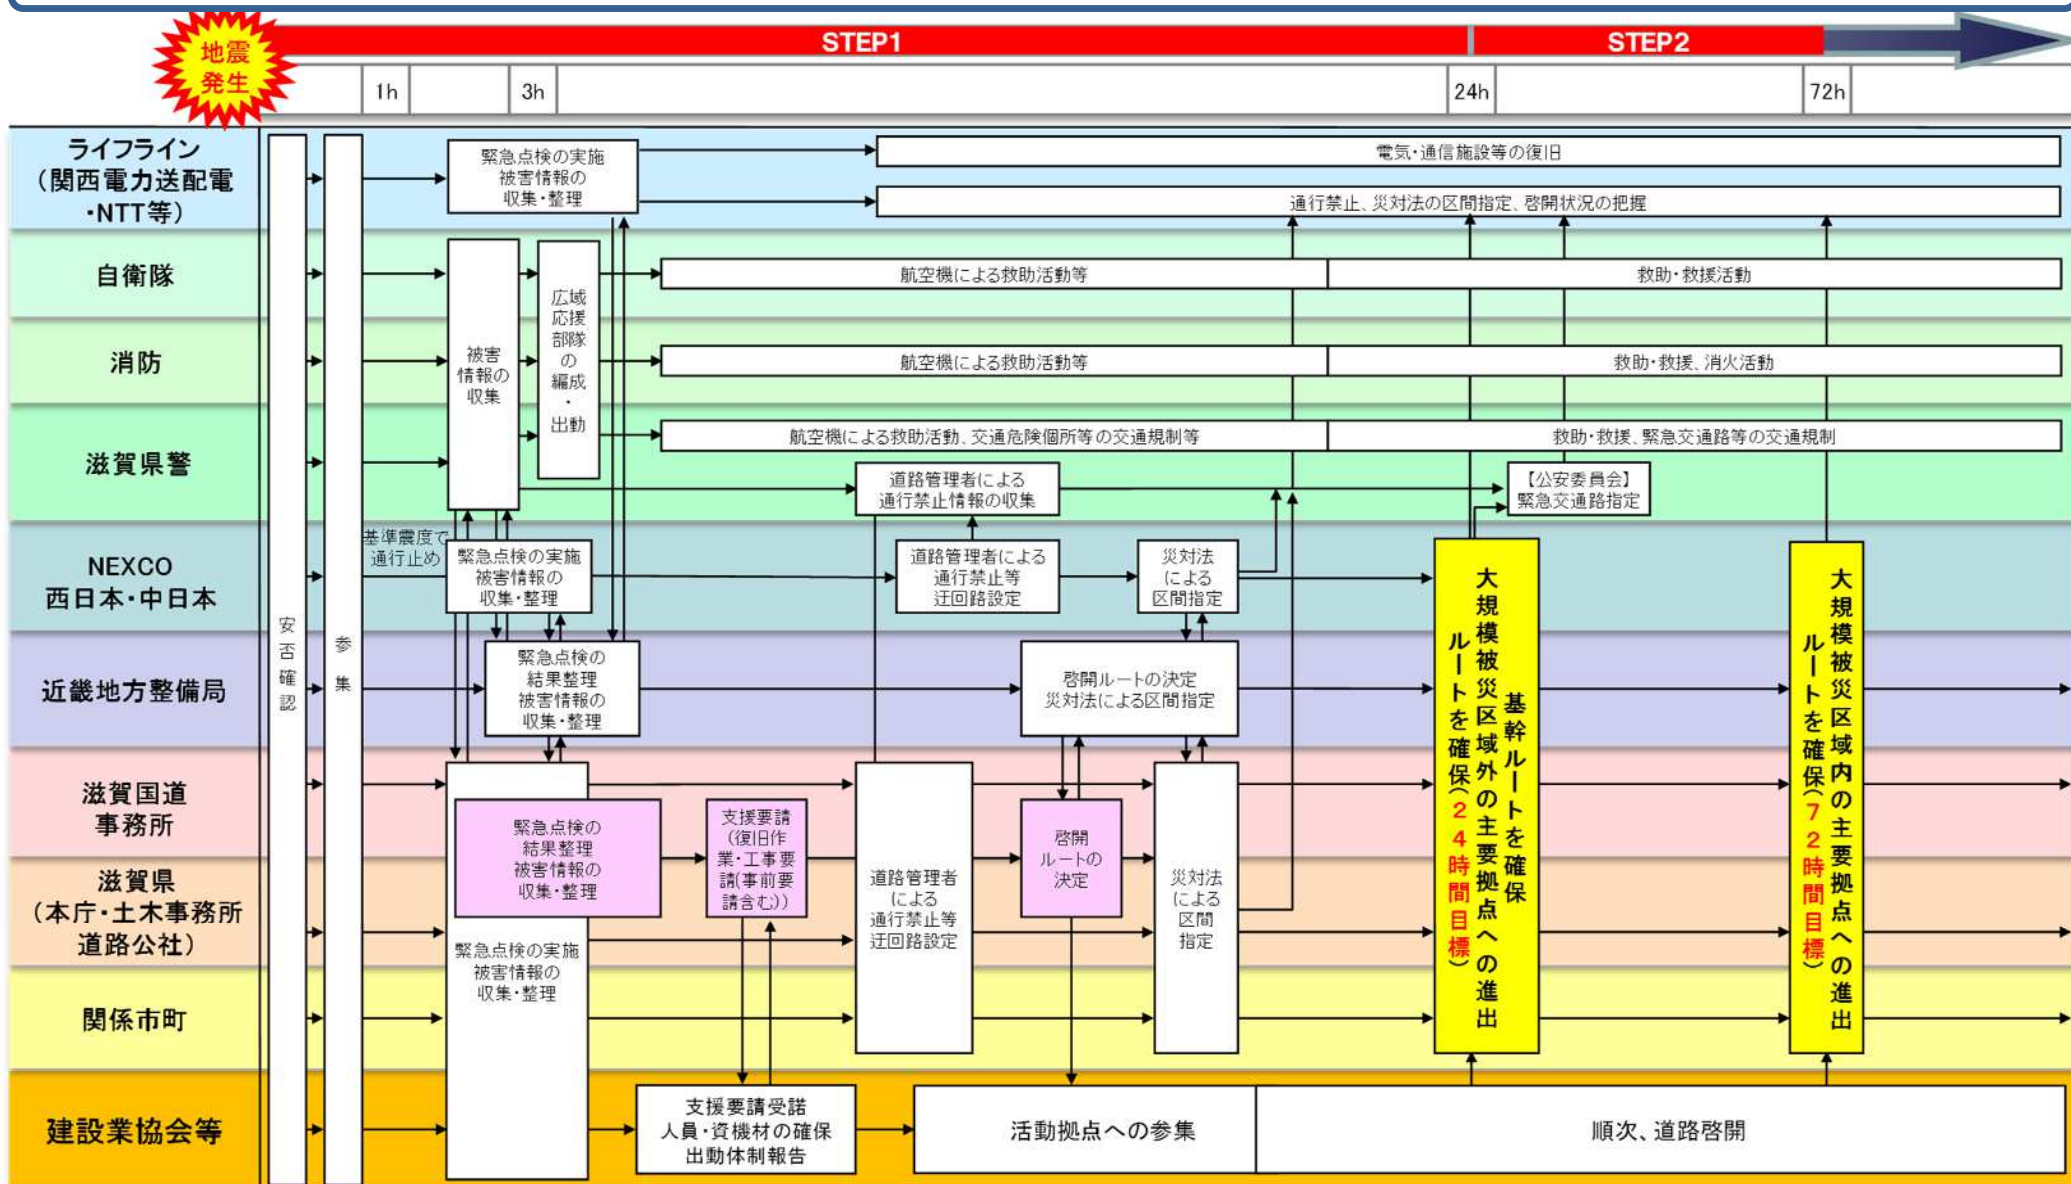 地震
発生
STEP1
STEP2
1h
3h
24h
72h
ライフライン
（関西電力送配電
・NTT等）
緊急点検の実施
被害情報の
収集・整理
電気・通信施設等の復旧
通行禁止、災対法の区間指定、啓開状況の把握
自衛隊
航空機による救助活動等
救助・救援活動
広域
応援
部隊
の
編成
・
出動
消防
被害
情報の
収集
航空機による救助活動等
救助・救援、消火活動
滋賀県警
航空機による救助活動、交通危険個所等の交通規制等
救助・救援、緊急交通路等の交通規制
道路管理者による
通行禁止情報の収集
【公安委員会】
緊急交通路指定
NEXCO
西日本・中日本
基準震度で
通行止め
緊急点検の実施
被害情報の
収集・整理
道路管理者による
通行禁止等
迂回路設定
災対法
による
区間指定
安否確認
参集
近畿地方整備局
緊急点検の
結果整理
被害情報の
収集・整理
啓開ルートの決定
災対法による区間指定
基幹ルートを確保
大規模被災区域外の主要拠点への進出
ルートを確保（24時間目標）
大規模被災区域内の主要拠点への進出
ルートを確保（72時間目標）
滋賀国道
事務所
緊急点検の
結果整理
被害情報の
収集・整理
支援要請
（復旧作
業・工事要
請（事前要
請含む））
啓開
ルートの
決定
滋賀県
（本庁・土木事務所
道路公社）
道路管理者
による
通行禁止等
迂回路設定
災対法
による
区間
指定
緊急点検の実施
被害情報の
収集・整理
関係市町
建設業協会等
支援要請受諾
人員・資機材の確保
出動体制報告
活動拠点への参集
順次、道路啓開